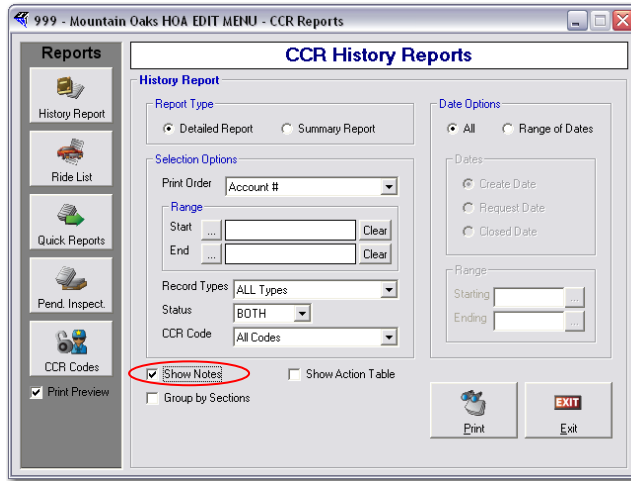 999 - Mountain Oaks HOA EDIT MENU - CCR Reports
Reports
History Report
Ride List
Quick Reports
Pend. Inspect.
CCR Codes
Print Preview
CCR History Reports
History Report
Report Type
Detailed Report
Summary Report
Selection Options
Print Order
Account #
Range
Start
...
Clear
End
...
Clear
Record Types
ALL Types
Status
BOTH
CCR Code
All Codes
Show Notes
Show Action Table
Group by Sections
Date Options
All
Range of Dates
Dates
Create Date
Request Date
Closed Date
Range
Starting
...
Ending
...
Print
EXIT
Exit